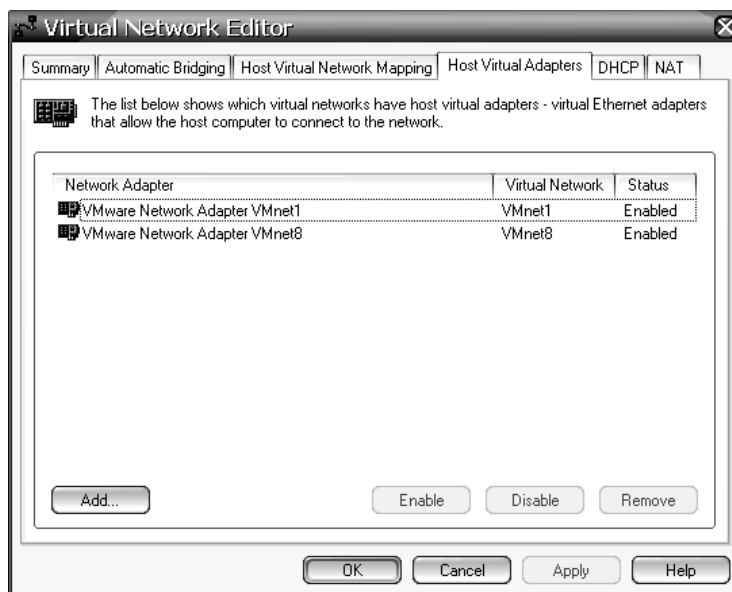 Virtual Network Editor
Summary Automatic Bridging Host Virtual Network Mapping Host Virtual Adapters DHCP NAT
The list below shows which virtual networks have host virtual adapters - virtual Ethernet adapters
that allow the host computer to connect to the network.
Network Adapter Virtual Network Status
VMware Network Adapter VMnet1 VMnet1 Enabled
VMware Network Adapter VMnet8 VMnet8 Enabled
Add... Enable Disable Remove
OK Cancel Apply Help